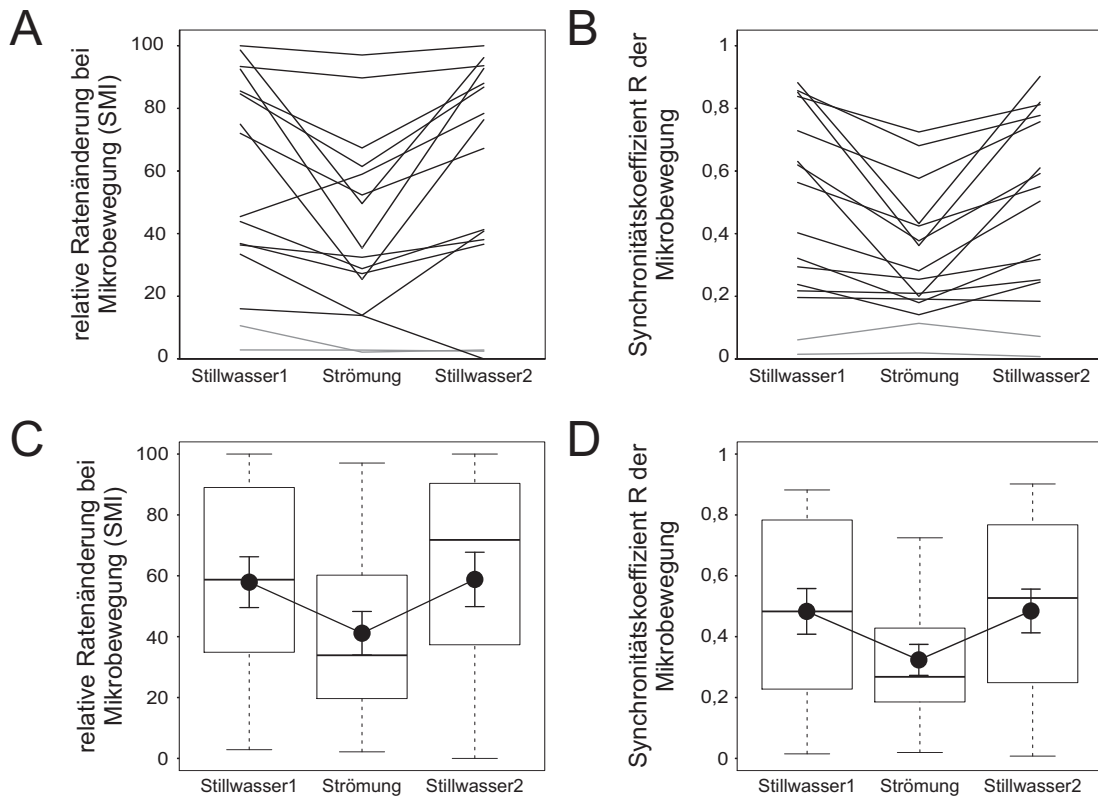 A
relative Ratenänderung bei
Mikrobewegung (SMI)
100
80
60
40
20
0
Stillwasser1 Strömung Stillwasser2
B
Synchronitätskoeffizient R der
Mikrobewegung
1
0,8
0,6
0,4
0,2
0
Stillwasser1 Strömung Stillwasser2
C
relative Ratenänderung bei
Mikrobewegung (SMI)
100
80
60
40
20
0
Stillwasser1 Strömung Stillwasser2
D
Synchronitätskoeffizient R der
Mikrobewegung
1
0,8
0,6
0,4
0,2
0
Stillwasser1 Strömung Stillwasser2